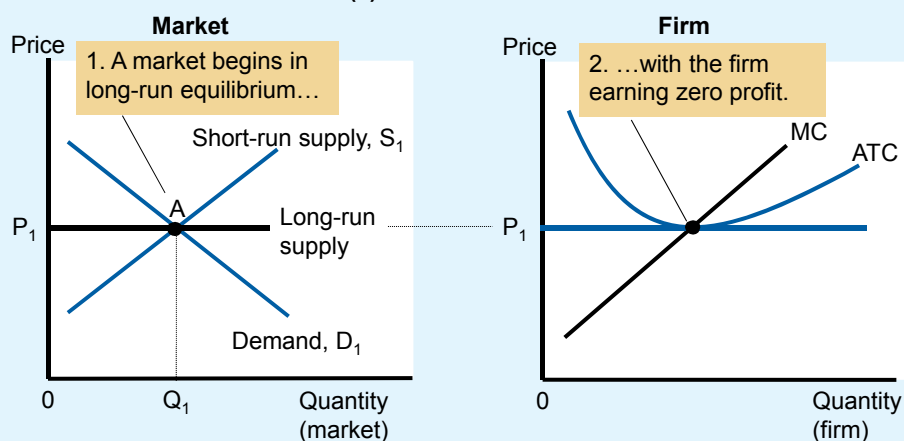 (a)
Market
Price
1. A market begins in
long-run equilibrium…
Short-run supply, S1
A
P1
Long-run
supply
Demand, D1
0
Q1
Quantity
(market)
Firm
Price
2. …with the firm
earning zero profit.
MC
ATC
P1
0
Quantity
(firm)